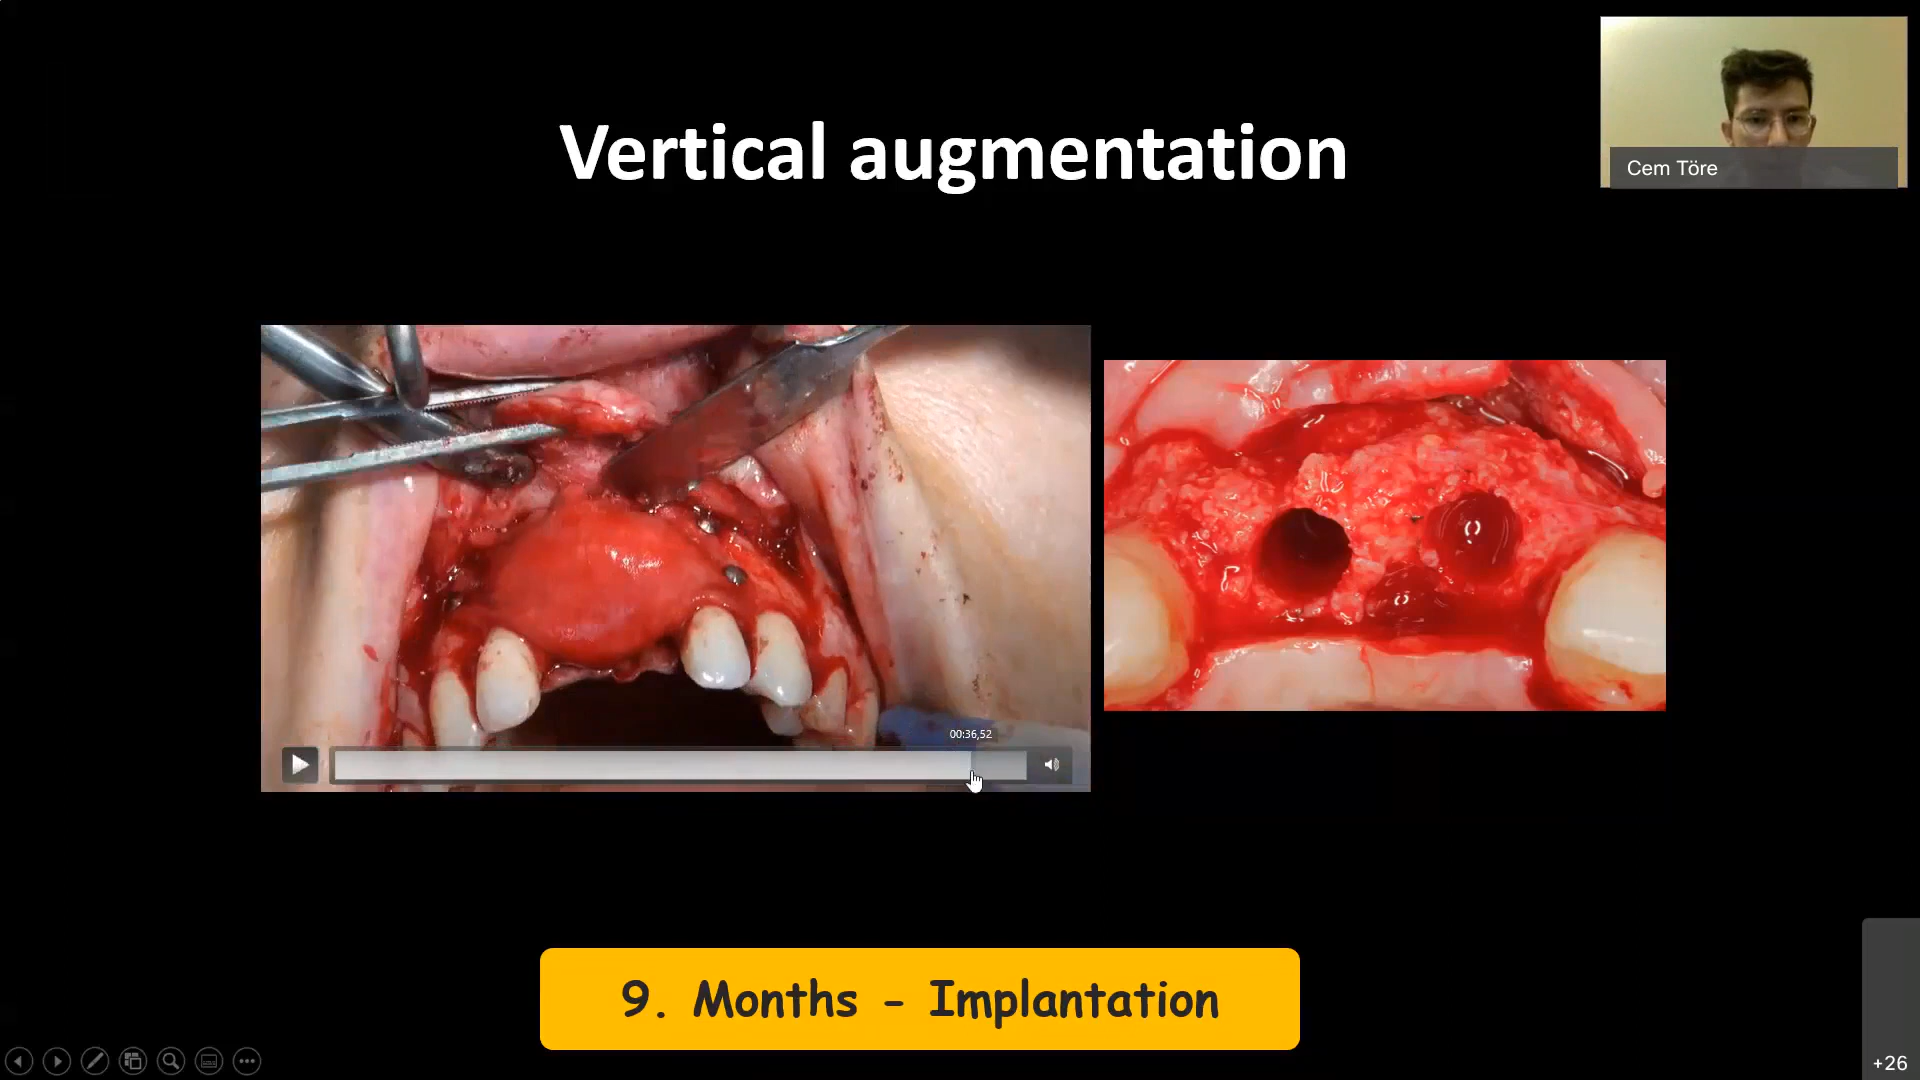 Vertical augmentation
Cem Töre
00:36,52
9. Months - Implantation
+26